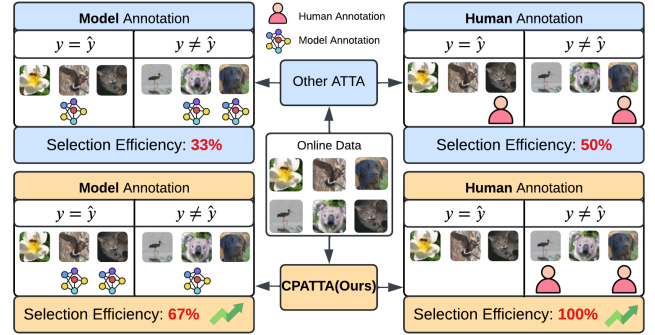 Model Annotation
y = ŷ
y ≠ ŷ
Selection Efficiency: 33%
Human Annotation
Model Annotation
Other ATTA
Online Data
CPATTA(Ours)
Human Annotation
y = ŷ
y ≠ ŷ
Selection Efficiency: 50%
Model Annotation
y = ŷ
y ≠ ŷ
Selection Efficiency: 67%
Human Annotation
y = ŷ
y ≠ ŷ
Selection Efficiency: 100%